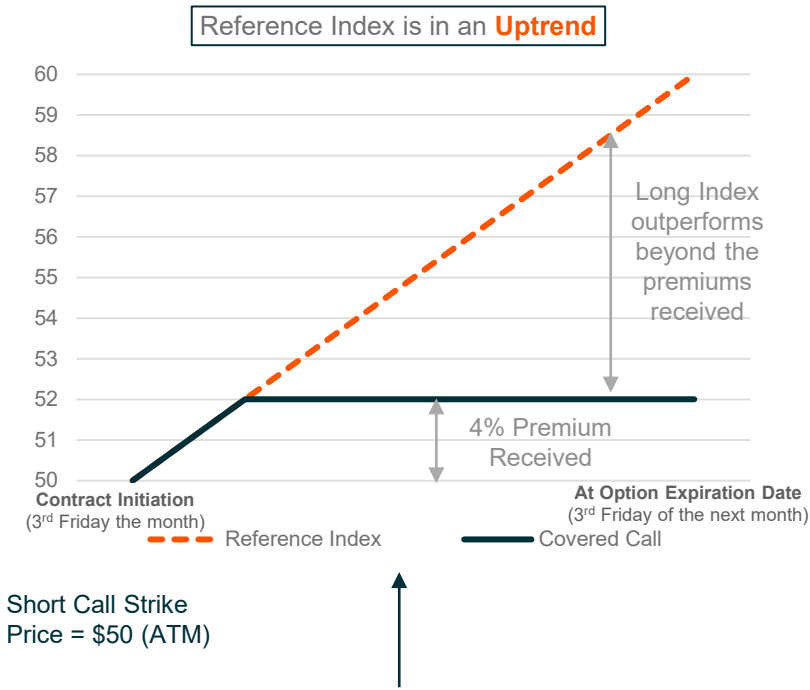 Reference Index is in an Uptrend
60
59
58
57
56
55
54
53
52
51
50
Long Index
outperforms
beyond the
premiums
received
4% Premium
Received
Contract Initiation
(3rd Friday the month)
At Option Expiration Date
(3rd Friday of the next month)
Reference Index
Covered Call
Short Call Strike
Price = $50 (ATM)